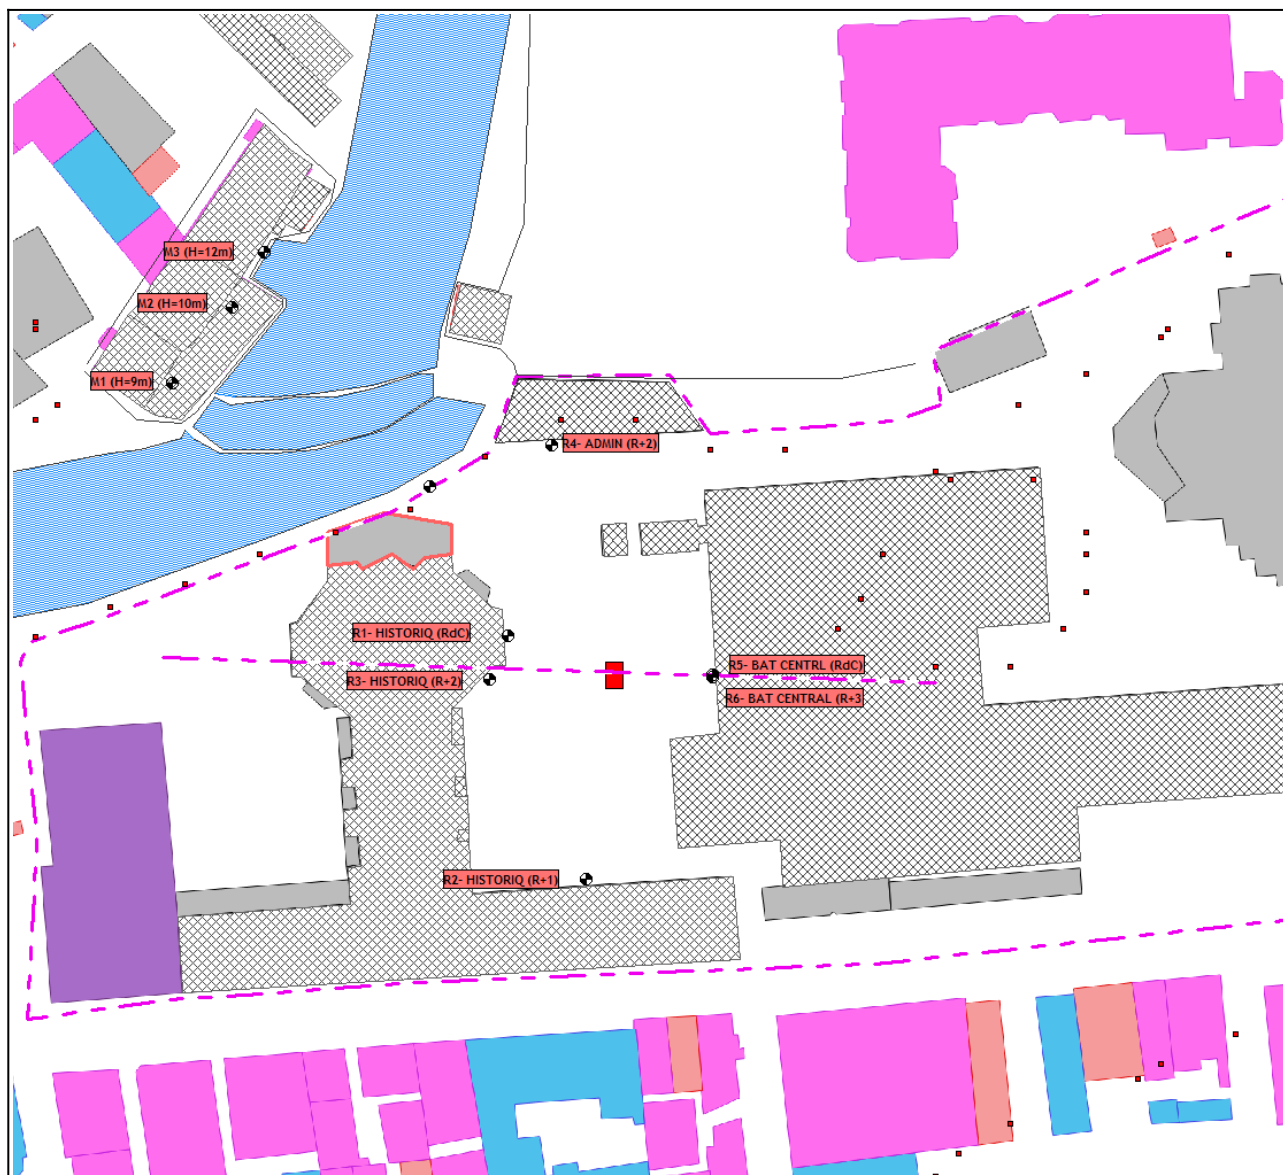 M3 (H=12m)
M2 (H=10m)
M1 (H=9m)
R4- ADMIN (R+2)
R1- HISTORIQ (RdC)
R3- HISTORIQ (R+2)
R5- BAT CENTRL (RdC)
R6- BAT CENTRAL (R+3
R2- HISTORIQ (R+1)